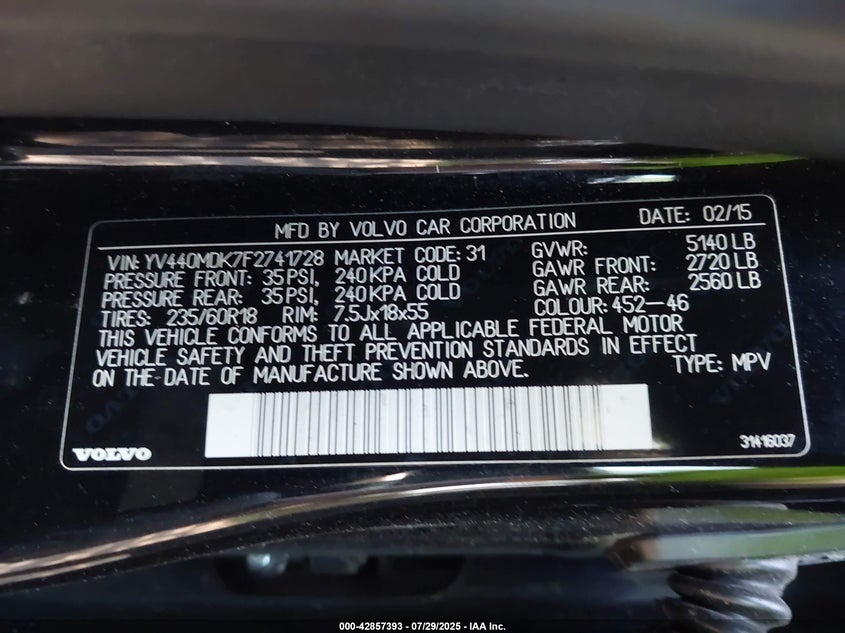 MFD BY VOLVO CAR CORPORATION DATE: 02/15
VIN: YV440MDK7F2741728 MARKET CODE: 31 GVWR: 5140 LB
PRESSURE FRONT: 35 PSI, 240 KPA COLD GAWR FRONT: 2720 LB
PRESSURE REAR: 35 PSI, 240 KPA COLD GAWR REAR: 2560 LB
TIRES: 235/60R18 RIM: 7.5Jx18x55 COLOUR: 452-46
THIS VEHICLE CONFORMS TO ALL APPLICABLE FEDERAL MOTOR
VEHICLE SAFETY AND THEFT PREVENTION STANDARDS IN EFFECT
ON THE DATE OF MANUFACTURE SHOWN ABOVE. TYPE: MPV
VOLVO 31416037
000-42857393 - 07/29/2025 - IAA Inc.